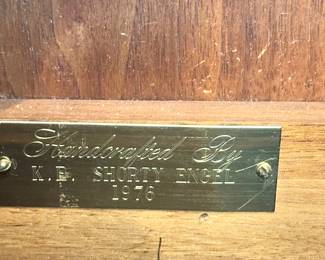 Handcrafted By
K.E. SHORTY ENGEL
1976